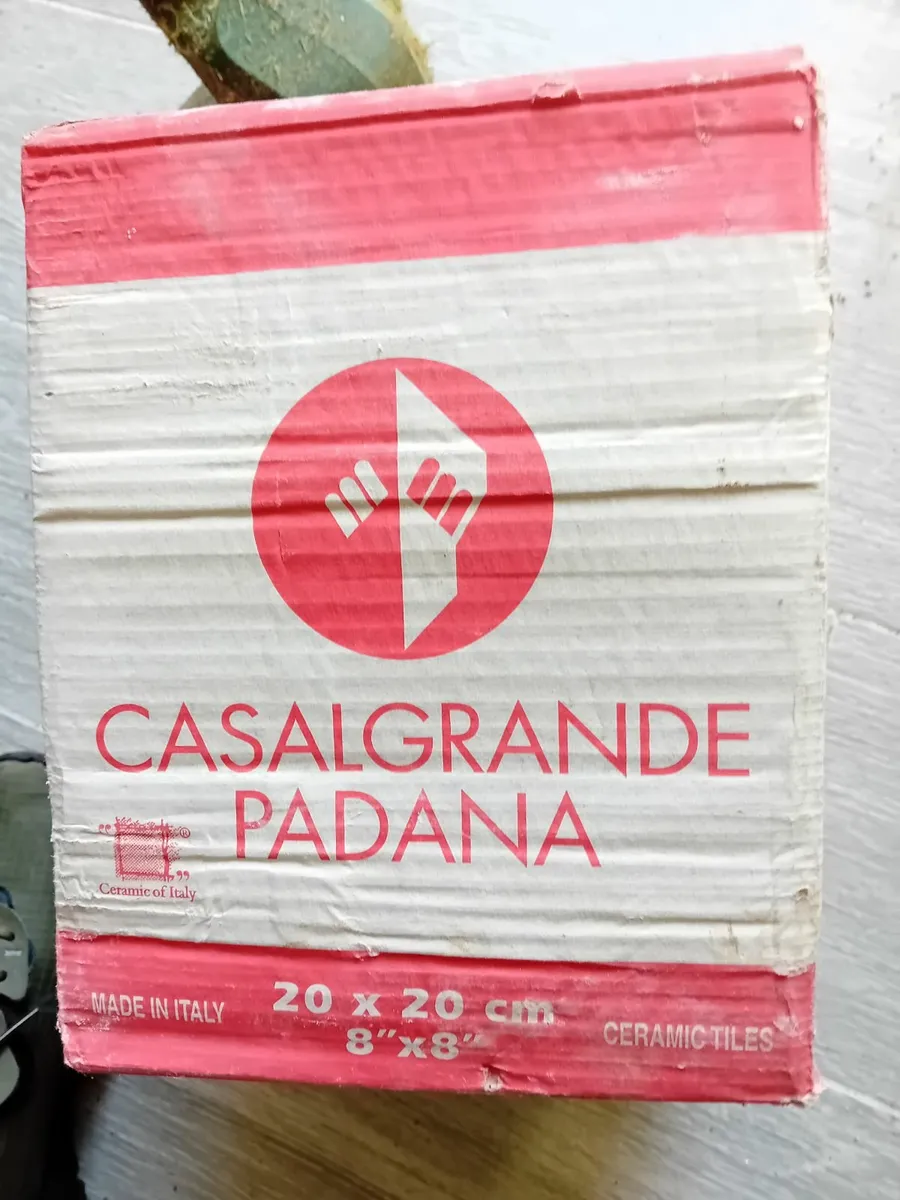 CASALGRANDE
PADANA
“ ® ”
Ceramic of Italy
MADE IN ITALY
20 x 20 cm
8"x8"
CERAMIC TILES